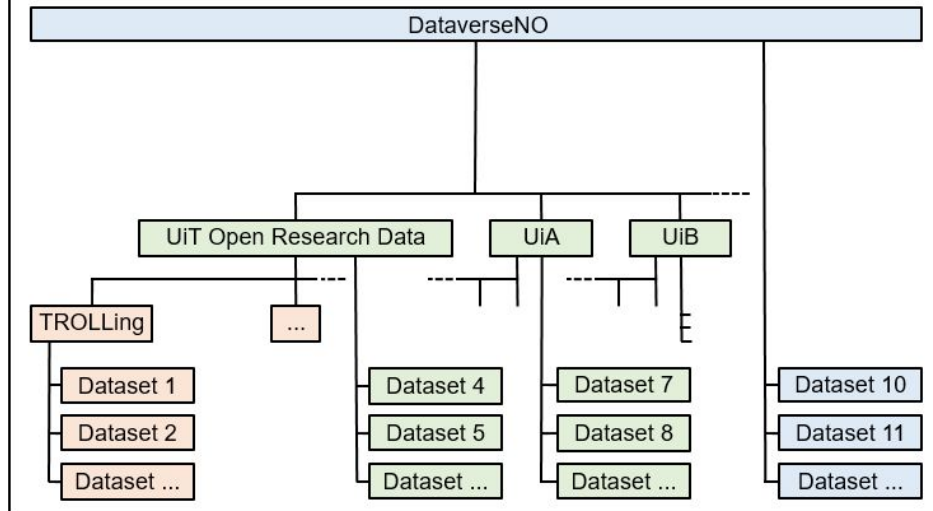 DataverseNO
UiT Open Research Data
UiA
UiB
TROLLing
...
Dataset 1
Dataset 4
Dataset 7
Dataset 10
Dataset 2
Dataset 5
Dataset 8
Dataset 11
Dataset ...
Dataset ...
Dataset ...
Dataset ...